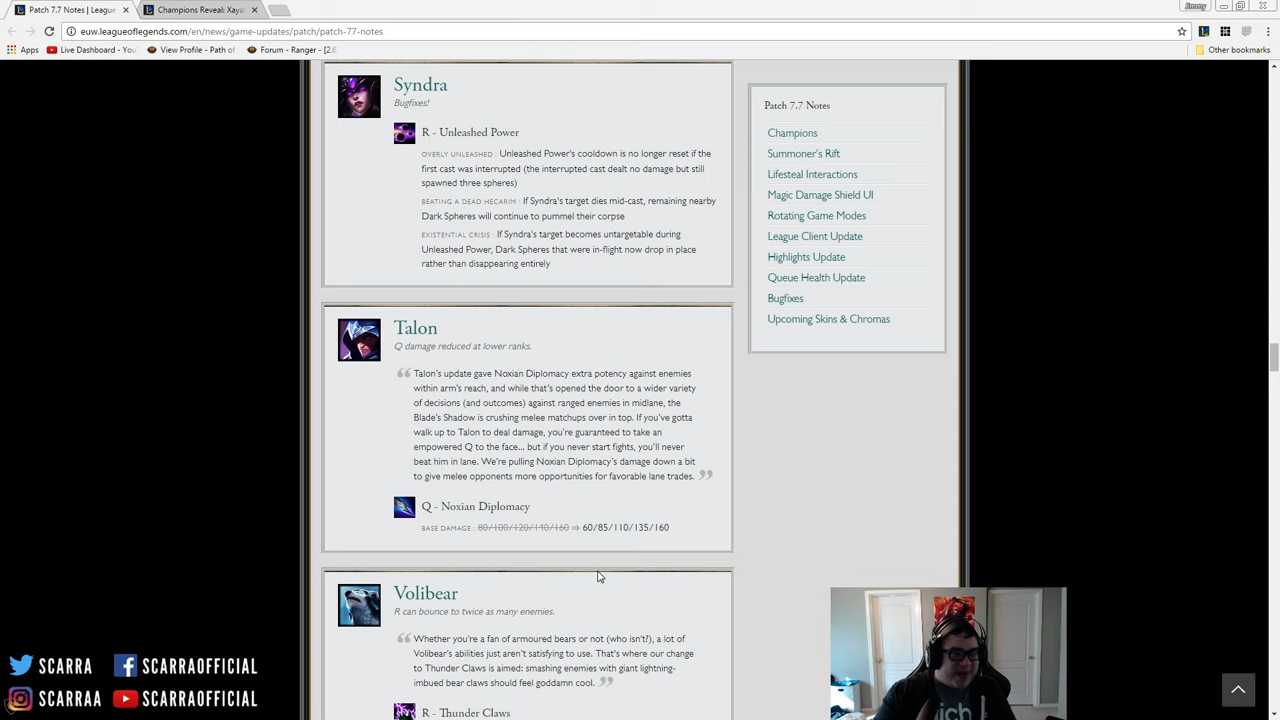 Patch 7.7 Notes | Leagu
Champions Reveal: Xaya
Jimmy
euw.leagueoflegends.com/en/news/game-updates/patch/patch-77-notes
Apps
Live Dashboard - You
View Profile - Path of
Forum - Ranger - [2.6
Other bookmarks
Syndra
Bugfixes!
R - Unleashed Power
OVERLY UNLEASHED : Unleashed Power's cooldown is no longer reset if the
first cast was interrupted (the interrupted cast dealt no damage but still
spawned three spheres)
BEATING A DEAD HECARIM : If Syndra's target dies mid-cast, remaining nearby
Dark Spheres will continue to pummel their corpse
EXISTENTIAL CRISIS : If Syndra's target becomes untargetable during
Unleashed Power, Dark Spheres that were in-flight now drop in place
rather than disappearing entirely
Talon
Q damage reduced at lower ranks.
Talon's update gave Noxian Diplomacy extra potency against enemies
within arm's reach, and while that's opened the door to a wider variety
of decisions (and outcomes) against ranged enemies in midlane, the
Blade's Shadow is crushing melee matchups over in top. If you've gotta
walk up to Talon to deal damage, you're guaranteed to take an
empowered Q to the face... but if you never start fights, you'll never
beat him in lane. We're pulling Noxian Diplomacy's damage down a bit
to give melee opponents more opportunities for favorable lane trades.
Q - Noxian Diplomacy
BASE DAMAGE : 80/100/120/140/160 ⇒ 60/85/110/135/160
Volibear
R can bounce to twice as many enemies.
Whether you're a fan of armoured bears or not (who isn't?), a lot of
Volibear's abilities just aren't satisfying to use. That's where our change
to Thunder Claws is aimed: smashing enemies with giant lightning-
imbued bear claws should feel goddamn cool.
R - Thunder Claws
Patch 7.7 Notes
Champions
Summoner's Rift
Lifesteal Interactions
Magic Damage Shield UI
Rotating Game Modes
League Client Update
Highlights Update
Queue Health Update
Bugfixes
Upcoming Skins & Chromas
SCARRA
SCARRAOFFICIAL
SCARRAA
SCARRAOFFICIAL